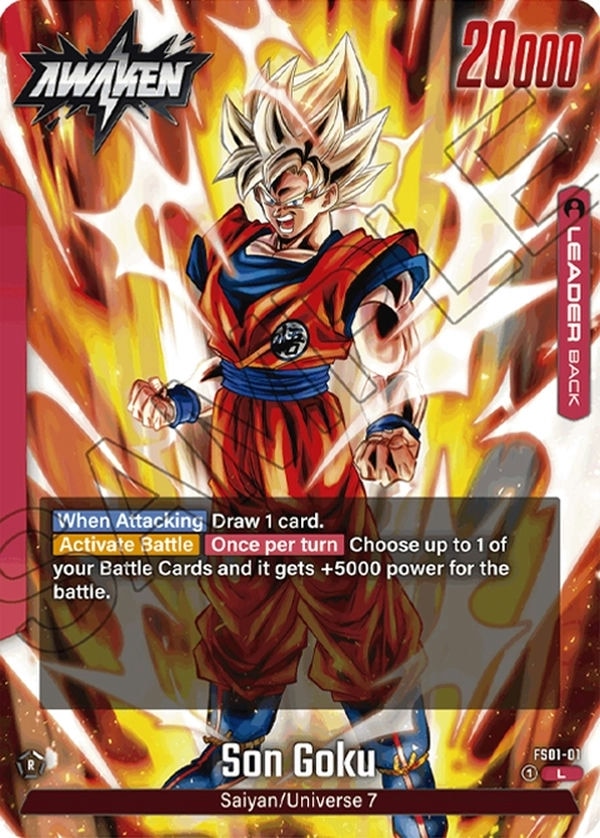 AWAKEN
20000
LEADER BACK
When Attacking Draw 1 card.
Activate Battle Once per turn Choose up to 1 of
your Battle Cards and it gets +5000 power for the
battle.
SAMPLE
R
Son Goku
FS01-01
1 L
Saiyan/Universe 7